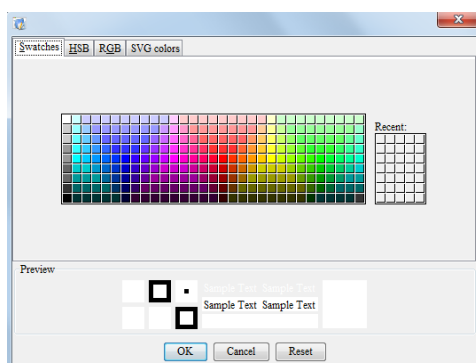 Swatches HSB RGB SVG colors
Recent:
Preview
Sample Text Sample Text
Sample Text Sample Text
OK Cancel Reset